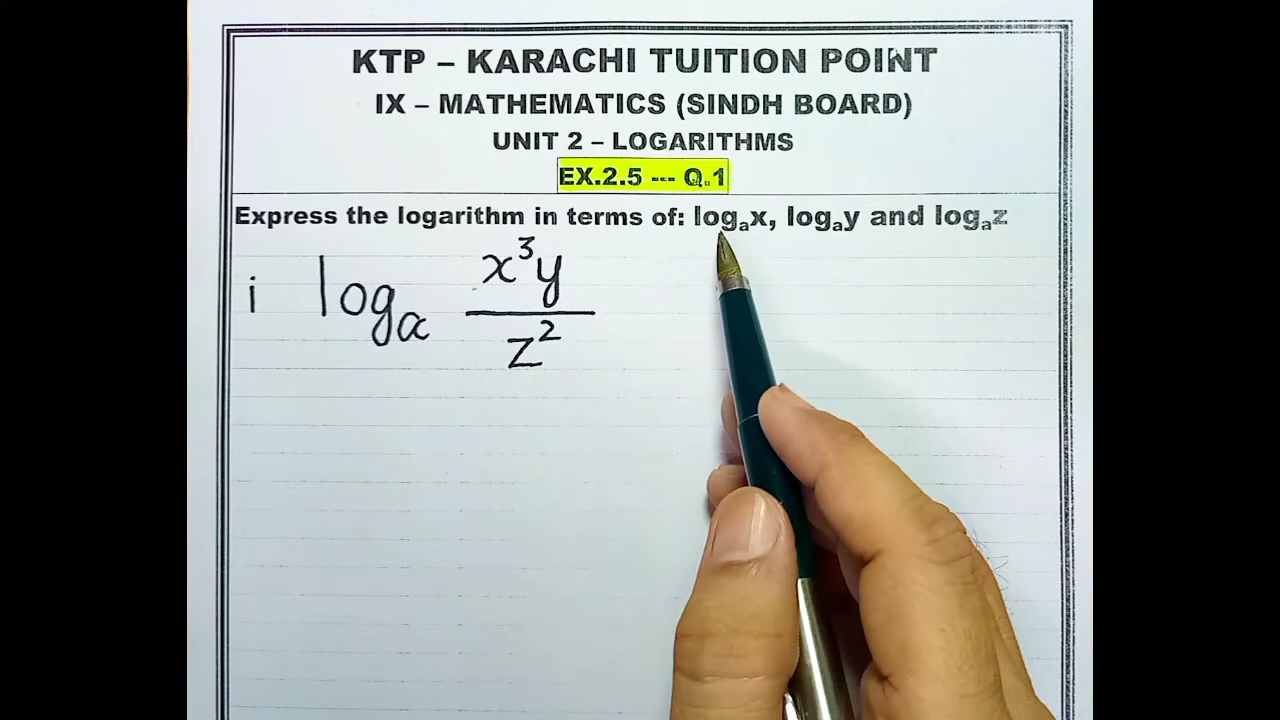 KTP – KARACHI TUITION POINT
IX – MATHEMATICS (SINDH BOARD)
UNIT 2 – LOGARITHMS
EX.2.5 --- Q.1
Express the logarithm in terms of: logₐx, logₐy and logₐz
i logₐ x³y / z²